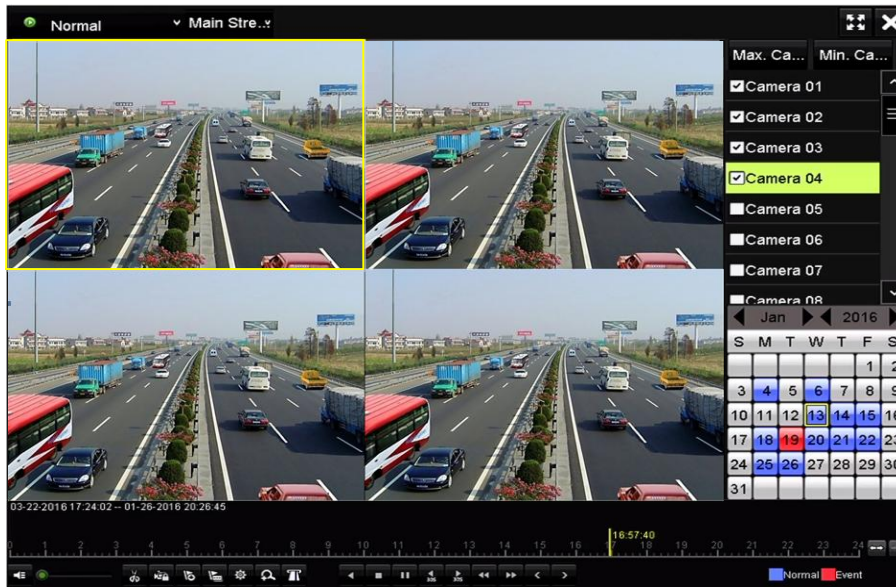 Normal
Main Stre...
Max. Ca... Min. Ca...
Camera 01
Camera 02
Camera 03
Camera 04
Camera 05
Camera 06
Camera 07
Camera 08
Jan 2016
S M T W T F S
1 2
3 4 5 6 7 8 9
10 11 12 13 14 15 16
17 18 19 20 21 22 23
24 25 26 27 28 29 30
31
03-22-2016 17:24:02 -- 01-26-2016 20:26:45
16:57:40
0 1 2 3 4 5 6 7 8 9 10 11 12 13 14 15 16 17 18 19 20 21 22 23 24
30S 30S
Normal Event